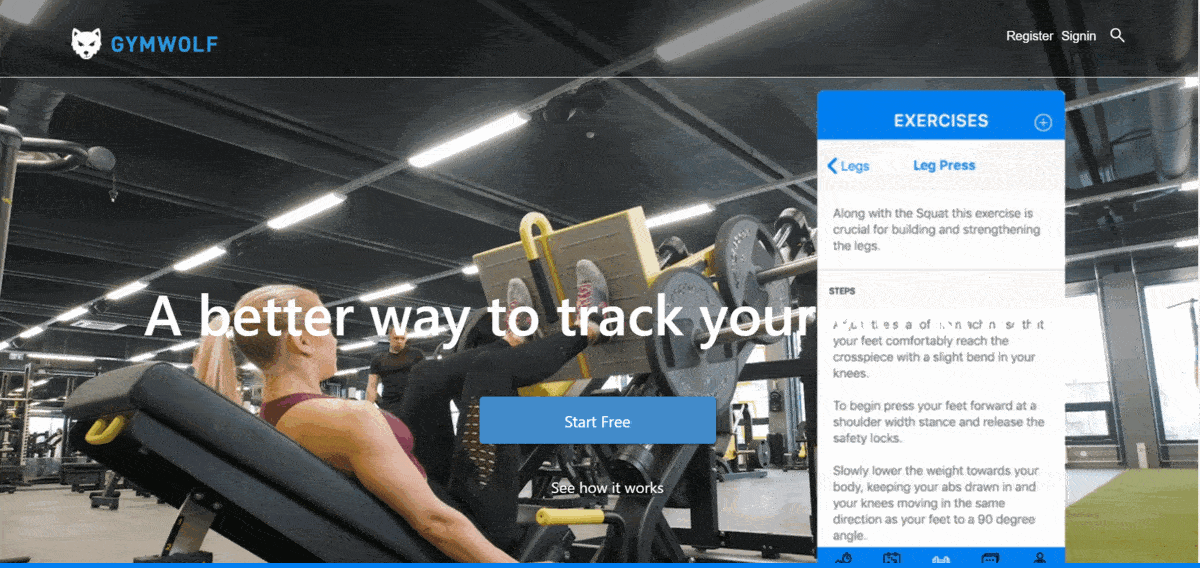 GYMWOLF
Register Signin
EXERCISES
Legs
Leg Press
Along with the Squat this exercise is
crucial for building and strengthening
the legs.
STEPS
A better way to track your
so that
your feet comfortably reach the
crosspiece with a slight bend in your
knees.
To begin press your feet forward at a
shoulder width stance and release the
safety locks.
Slowly lower the weight towards your
body, keeping your abs drawn in and
your knees moving in the same
direction as your feet to a 90 degree
angle.
Start Free
See how it works